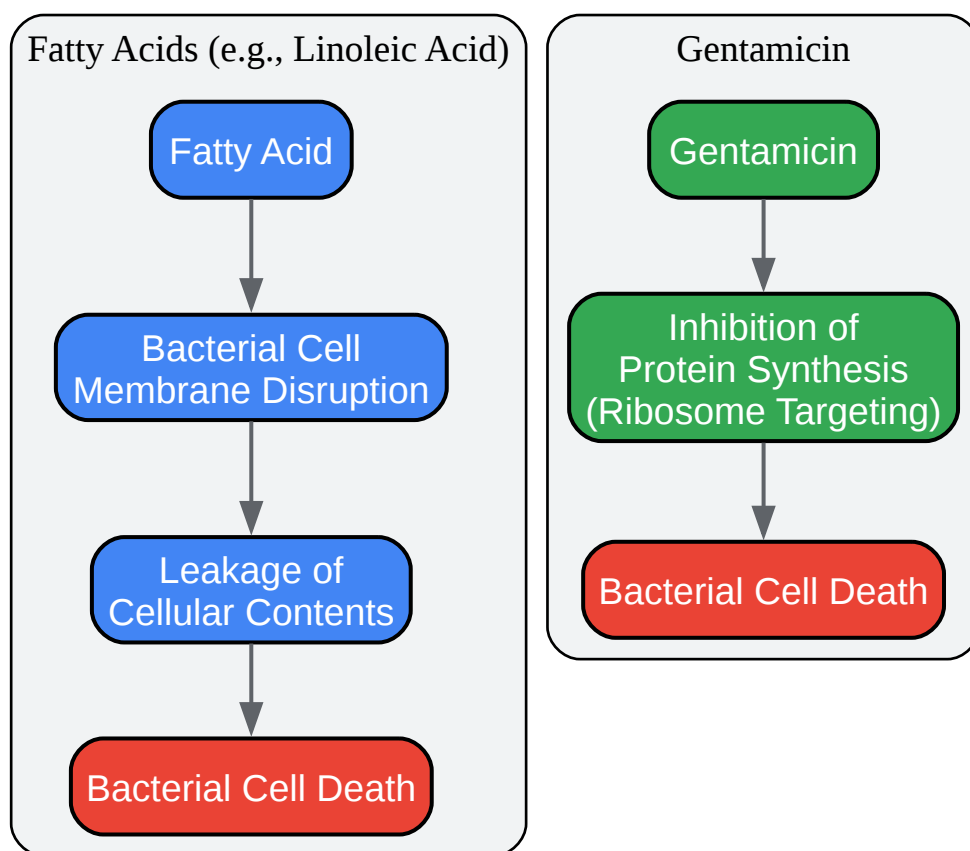 Fatty Acids (e.g., Linoleic Acid)
Fatty Acid
Bacterial Cell
Membrane Disruption
Leakage of
Cellular Contents
Bacterial Cell Death
Gentamicin
Gentamicin
Inhibition of
Protein Synthesis
(Ribosome Targeting)
Bacterial Cell Death